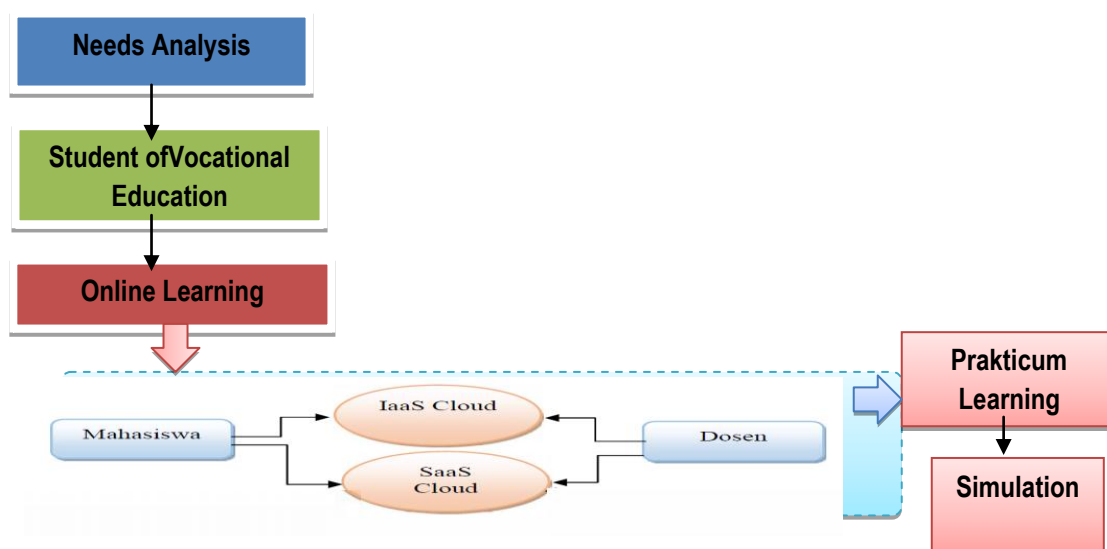 Needs Analysis
Student ofVocational
Education
Online Learning
Prakticum
Learning
IaaS Cloud
Mahasiswa
Dosen
SaaS
Cloud
Simulation